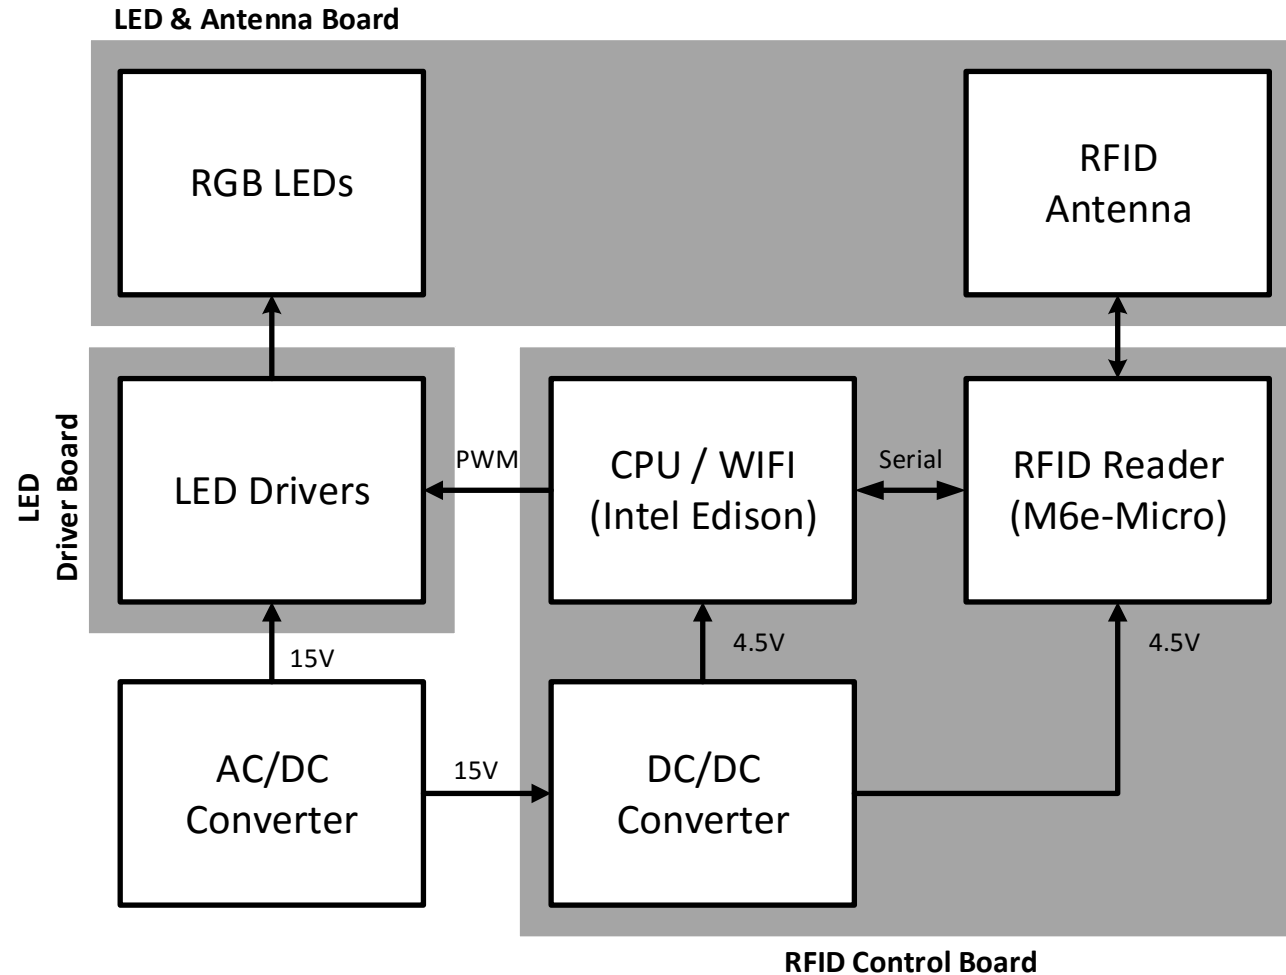 LED & Antenna Board
RGB LEDs
RFID
Antenna
LED
Driver Board
LED Drivers
PWM
CPU / WIFI
(Intel Edison)
Serial
RFID Reader
(M6e-Micro)
15V
4.5V
4.5V
AC/DC
Converter
15V
DC/DC
Converter
RFID Control Board